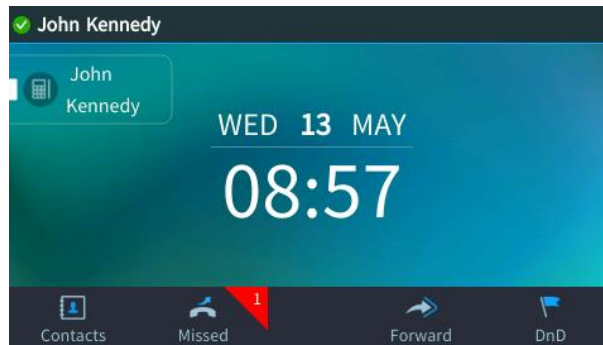 John Kennedy
John
Kennedy
WED 13 MAY
08:57
1
Contacts Missed Forward DnD